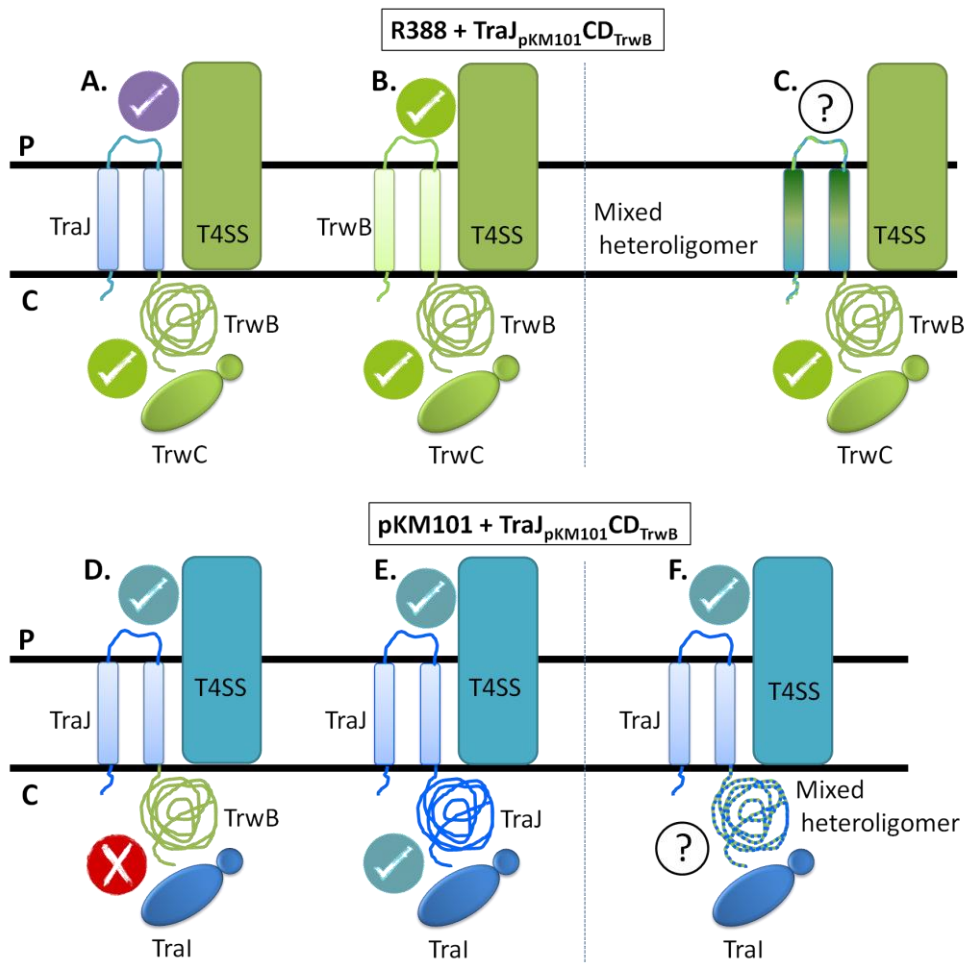 R388 + TraJpKM101CDTrwB
A.
B.
C.
?
P
TraJ
T4SS
TrwB
T4SS
Mixed
heteroligomer
T4SS
C
TrwB
TrwB
TrwB
TrwC
TrwC
TrwC
pKM101 + TraJpKM101CDTrwB
D.
E.
F.
P
TraJ
T4SS
TraJ
T4SS
TraJ
T4SS
C
TrwB
TraJ
Mixed
heteroligomer
X
?
TraI
TraI
TraI